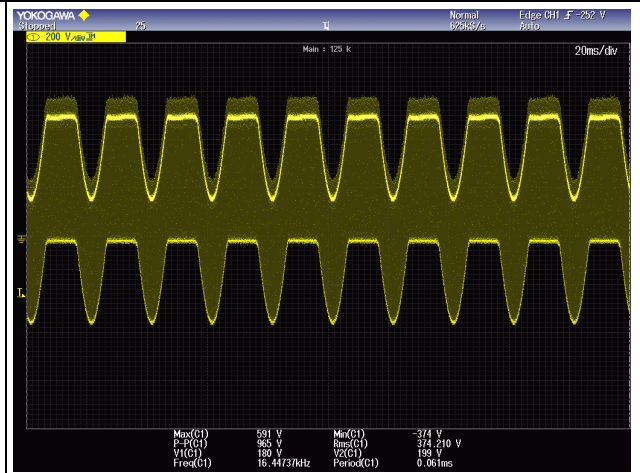 YOKOGAWA
Stopped 25 Normal 625kS/s Edge CH1 -252 V Auto
1 200 V/div
Main : 125 k 20ms/div
Max(C1) 591 V Min(C1) -374 V
P-P(C1) 965 V Rms(C1) 374.210 V
V1(C1) 180 V V2(C1) 199 V
Freq(C1) 16.44737kHz Period(C1) 0.061ms